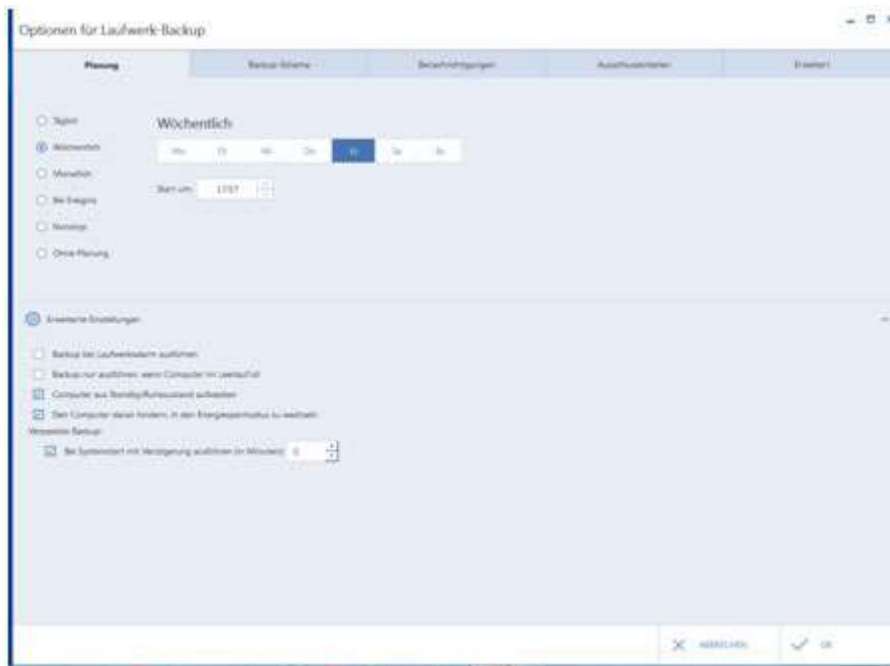 Optionen für Laufwerk-Backup
Planung
Backup-Schema
Benachrichtigungen
Erweitert
Täglich
Wöchentlich
Monatlich
Bei Ereignis
Nonstop
Ohne Planung
Wöchentlich
Mo Di Mi Do Fr Sa So
Start um:
Erweiterte Einstellungen
Backup bei Laufwerksalarm ausführen
Backup nur ausführen, wenn Computer im Leerlauf ist
Computer aus Standby/Ruhezustand aufwecken
Den Computer daran hindern, in den Energiesparmodus zu wechseln
Bei Systemstart mit Verzögerung ausführen (in Minuten)
ABBRECHEN
OK